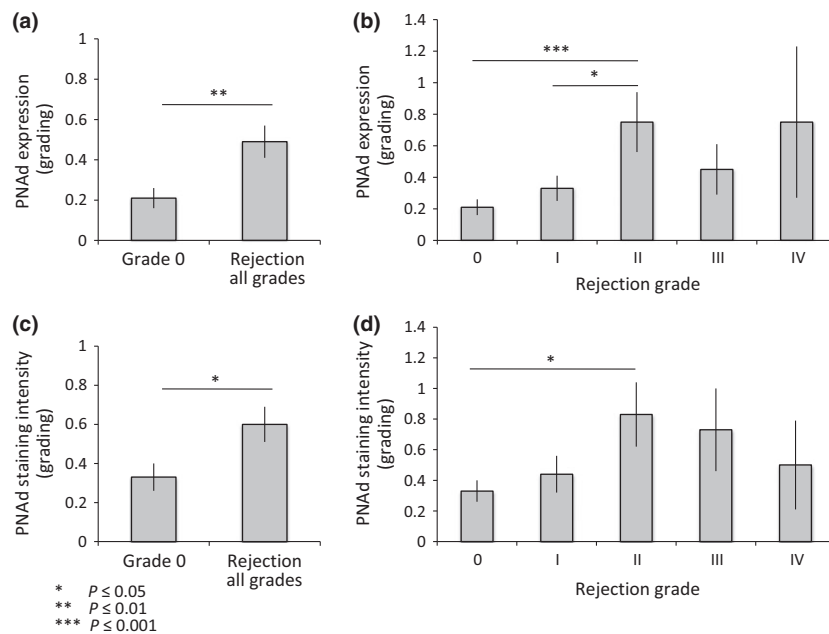 (a)
PNAd expression
(grading)
1
0.8
0.6
0.4
0.2
0
**
Grade 0
Rejection
all grades
(b)
PNAd expression
(grading)
1.4
1.2
1
0.8
0.6
0.4
0.2
0
***
*
0 I II III IV
Rejection grade
(c)
PNAd staining intensity
(grading)
1
0.8
0.6
0.4
0.2
0
*
Grade 0
Rejection
all grades
(d)
PNAd staining intensity
(grading)
1.4
1.2
1
0.8
0.6
0.4
0.2
0
*
0 I II III IV
Rejection grade
* P ≤ 0.05
** P ≤ 0.01
*** P ≤ 0.001